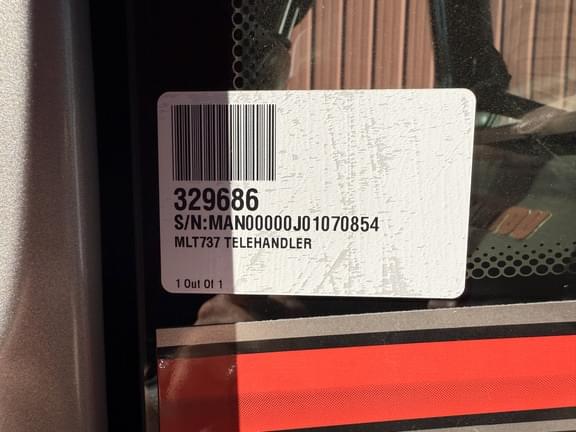 329686
S/N:MAN00000J01070854
MLT737 TELEHANDLER
1 Out Of 1